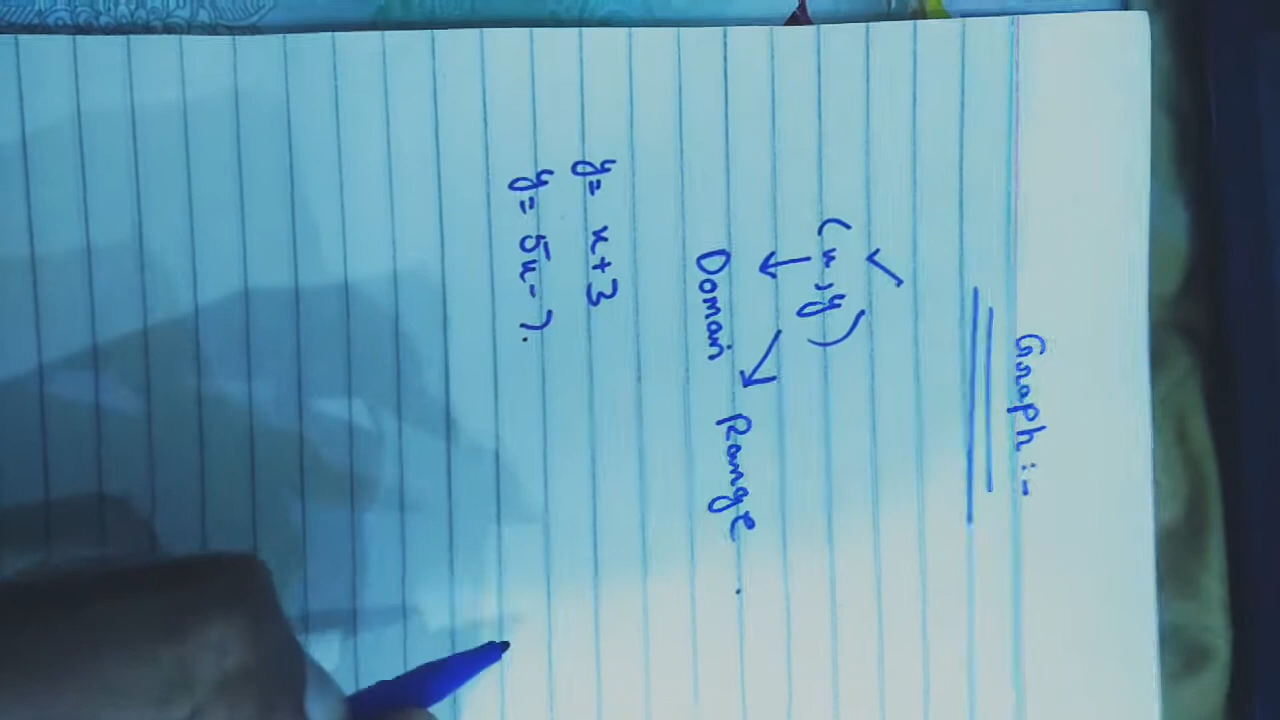 Graph :-
✓
(x, y)
↓ ↘
Domain Range .
y = x + 3
y = 5x - 7.